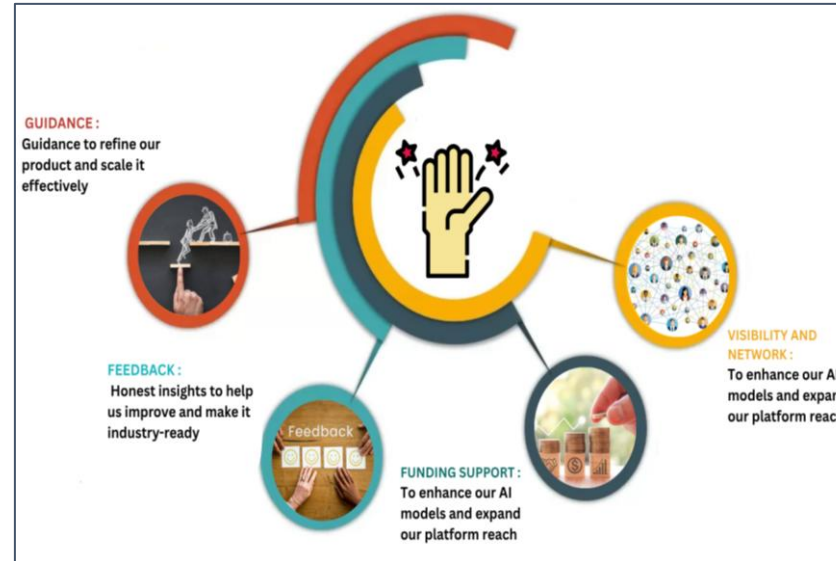 GUIDANCE :
Guidance to refine our
product and scale it
effectively
FEEDBACK :
Honest insights to help
us improve and make it
industry-ready
Feedback
FUNDING SUPPORT :
To enhance our AI
models and expand
our platform reach
VISIBILITY AND
NETWORK :
To enhance our
models and
our platform